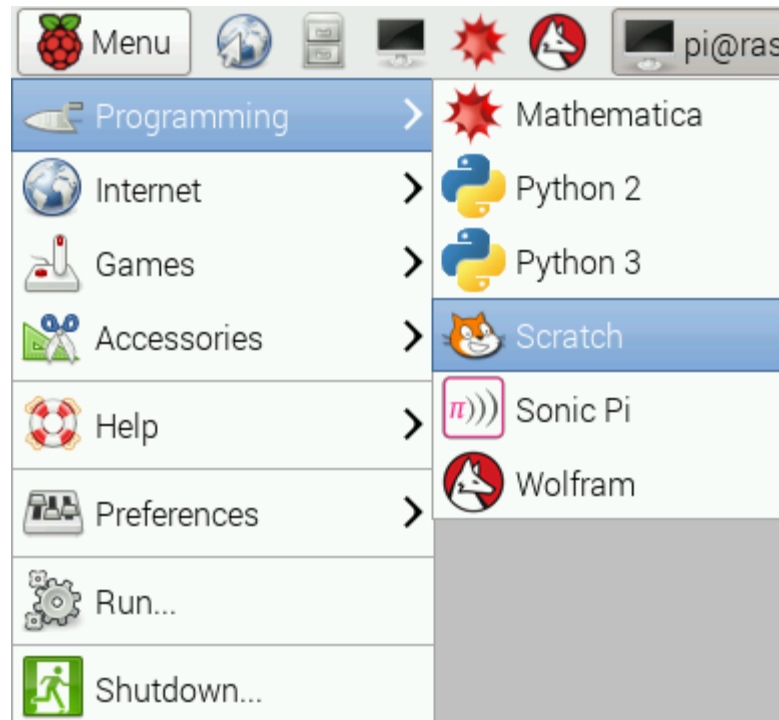 Menu
pi@ras
Programming
Internet
Games
Accessories
Help
Preferences
Run...
Shutdown...
Mathematica
Python 2
Python 3
Scratch
π)))
Sonic Pi
Wolfram